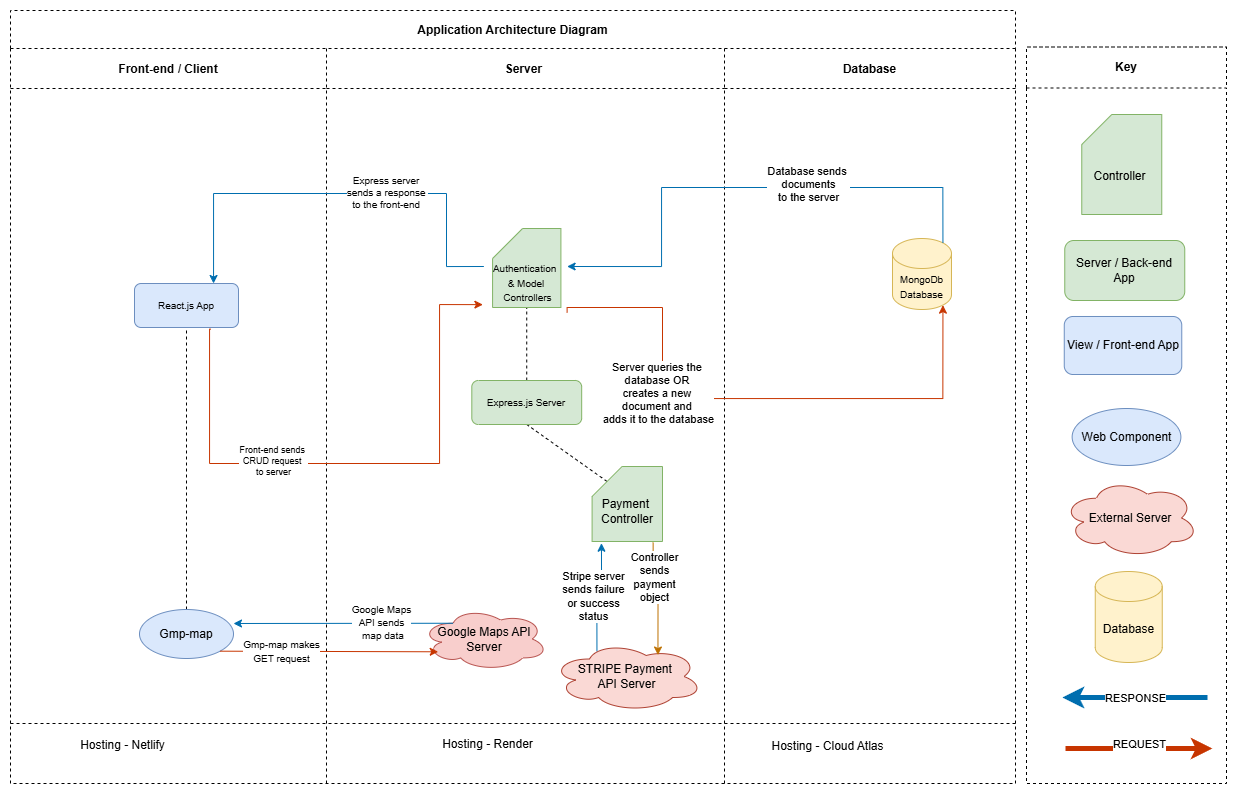 Application Architecture Diagram
Front-end / Client
Server
Database
Key
Express server
sends a response
to the front-end
Database sends
documents
to the server
Authentication
& Model
Controllers
MongoDb
Database
React.js App
Server queries the
database OR
creates a new
document and
adds it to the database
Express.js Server
Front-end sends
CRUD request
to server
Payment
Controller
Controller
sends
payment
object
Stripe server
sends failure
or success
status
Google Maps
API sends
map data
Gmp-map
Gmp-map makes
GET request
Google Maps API
Server
STRIPE Payment
API Server
Hosting - Netlify
Hosting - Render
Hosting - Cloud Atlas
Controller
Server / Back-end
App
View / Front-end App
Web Component
External Server
Database
RESPONSE
REQUEST